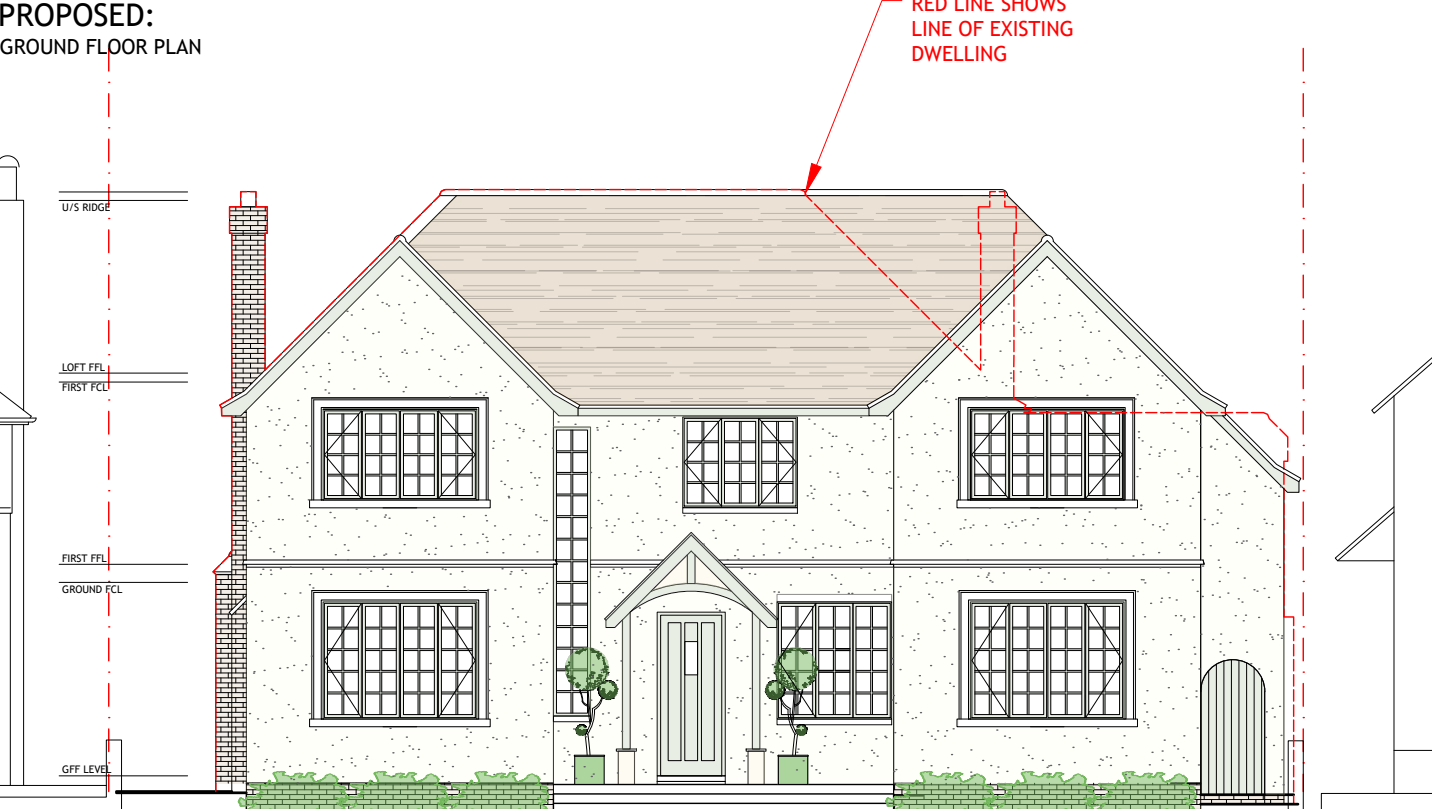 PROPOSED:
GROUND FLOOR PLAN
RED LINE SHOWS
LINE OF EXISTING
DWELLING
U/S RIDGE
LOFT FFL
FIRST FCL
FIRST FFL
GROUND FCL
GFF LEVEL